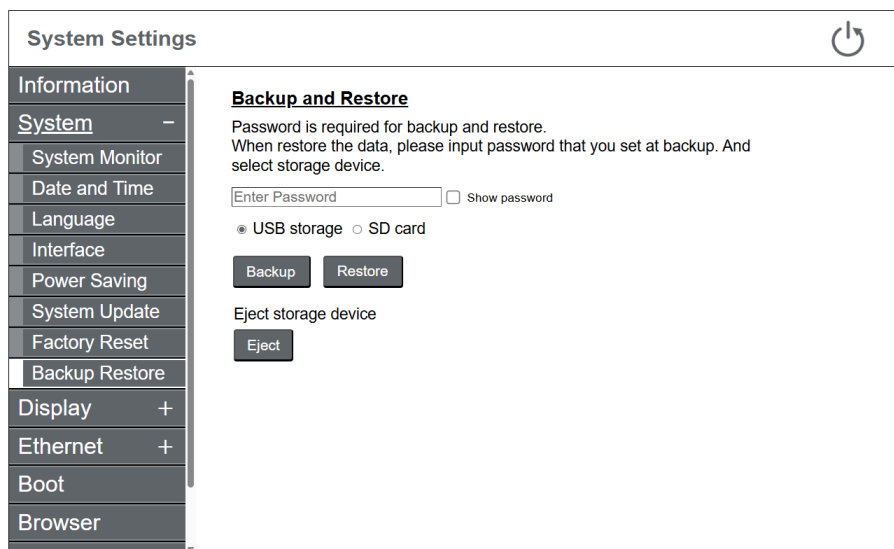 System Settings
Information
System −
System Monitor
Date and Time
Language
Interface
Power Saving
System Update
Factory Reset
Backup Restore
Display +
Ethernet +
Boot
Browser
Backup and Restore
Password is required for backup and restore.
When restore the data, please input password that you set at backup. And
select storage device.
Enter Password Show password
USB storage SD card
Backup Restore
Eject storage device
Eject